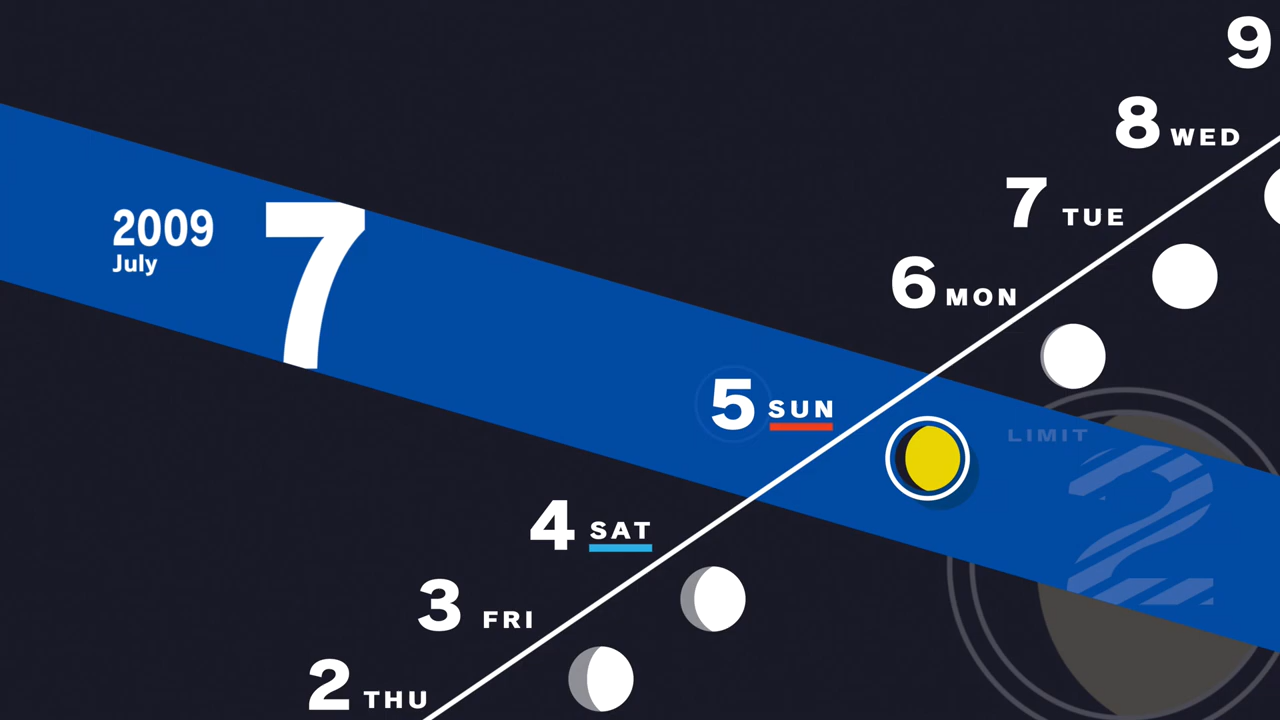 9
8 WED
7 TUE
2009
July
7
6 MON
5 SUN
LIMIT
2
4 SAT
3 FRI
2 THU